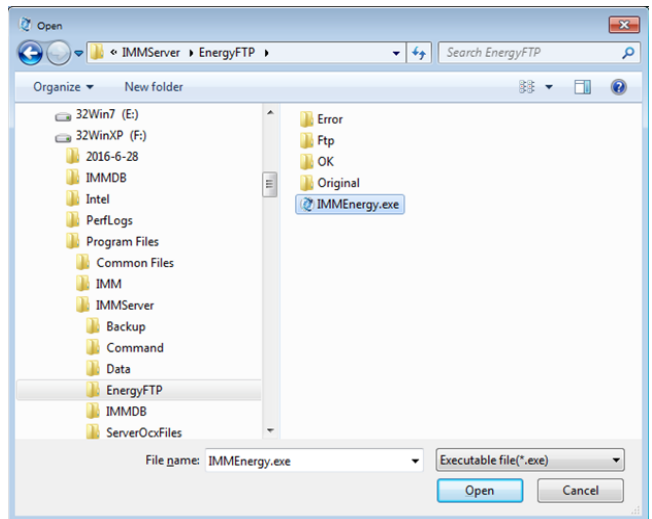 Open
« IMMServer ▸ EnergyFTP ▸
Search EnergyFTP
Organize ▾ New folder
32Win7 (E:)
32WinXP (F:)
2016-6-28
IMMDB
Intel
PerfLogs
Program Files
Common Files
IMM
IMMServer
Backup
Command
Data
EnergyFTP
IMMDB
ServerOcxFiles
Error
Ftp
OK
Original
IMMEnergy.exe
File name: IMMEnergy.exe
Executable file(*.exe)
Open Cancel